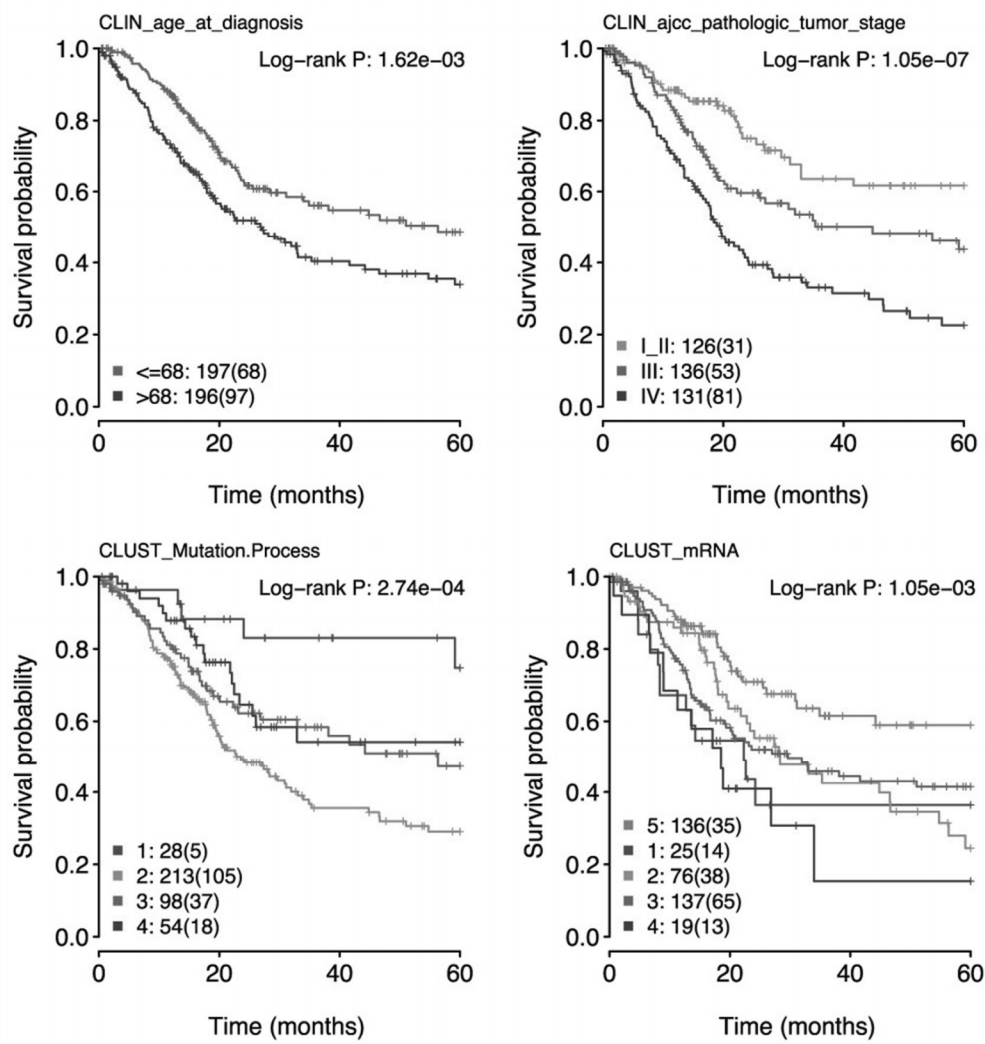 CLIN_age_at_diagnosis
Log-rank P: 1.62e-03
Survival probability
1.0
0.8
0.6
0.4
0.2
0.0
<=68: 197(68)
>68: 196(97)
0 20 40 60
Time (months)
CLIN_ajcc_pathologic_tumor_stage
Log-rank P: 1.05e-07
Survival probability
1.0
0.8
0.6
0.4
0.2
0.0
I_II: 126(31)
III: 136(53)
IV: 131(81)
0 20 40 60
Time (months)
CLUST_Mutation.Process
Log-rank P: 2.74e-04
Survival probability
1.0
0.8
0.6
0.4
0.2
0.0
1: 28(5)
2: 213(105)
3: 98(37)
4: 54(18)
0 20 40 60
Time (months)
CLUST_mRNA
Log-rank P: 1.05e-03
Survival probability
1.0
0.8
0.6
0.4
0.2
0.0
5: 136(35)
1: 25(14)
2: 76(38)
3: 137(65)
4: 19(13)
0 20 40 60
Time (months)